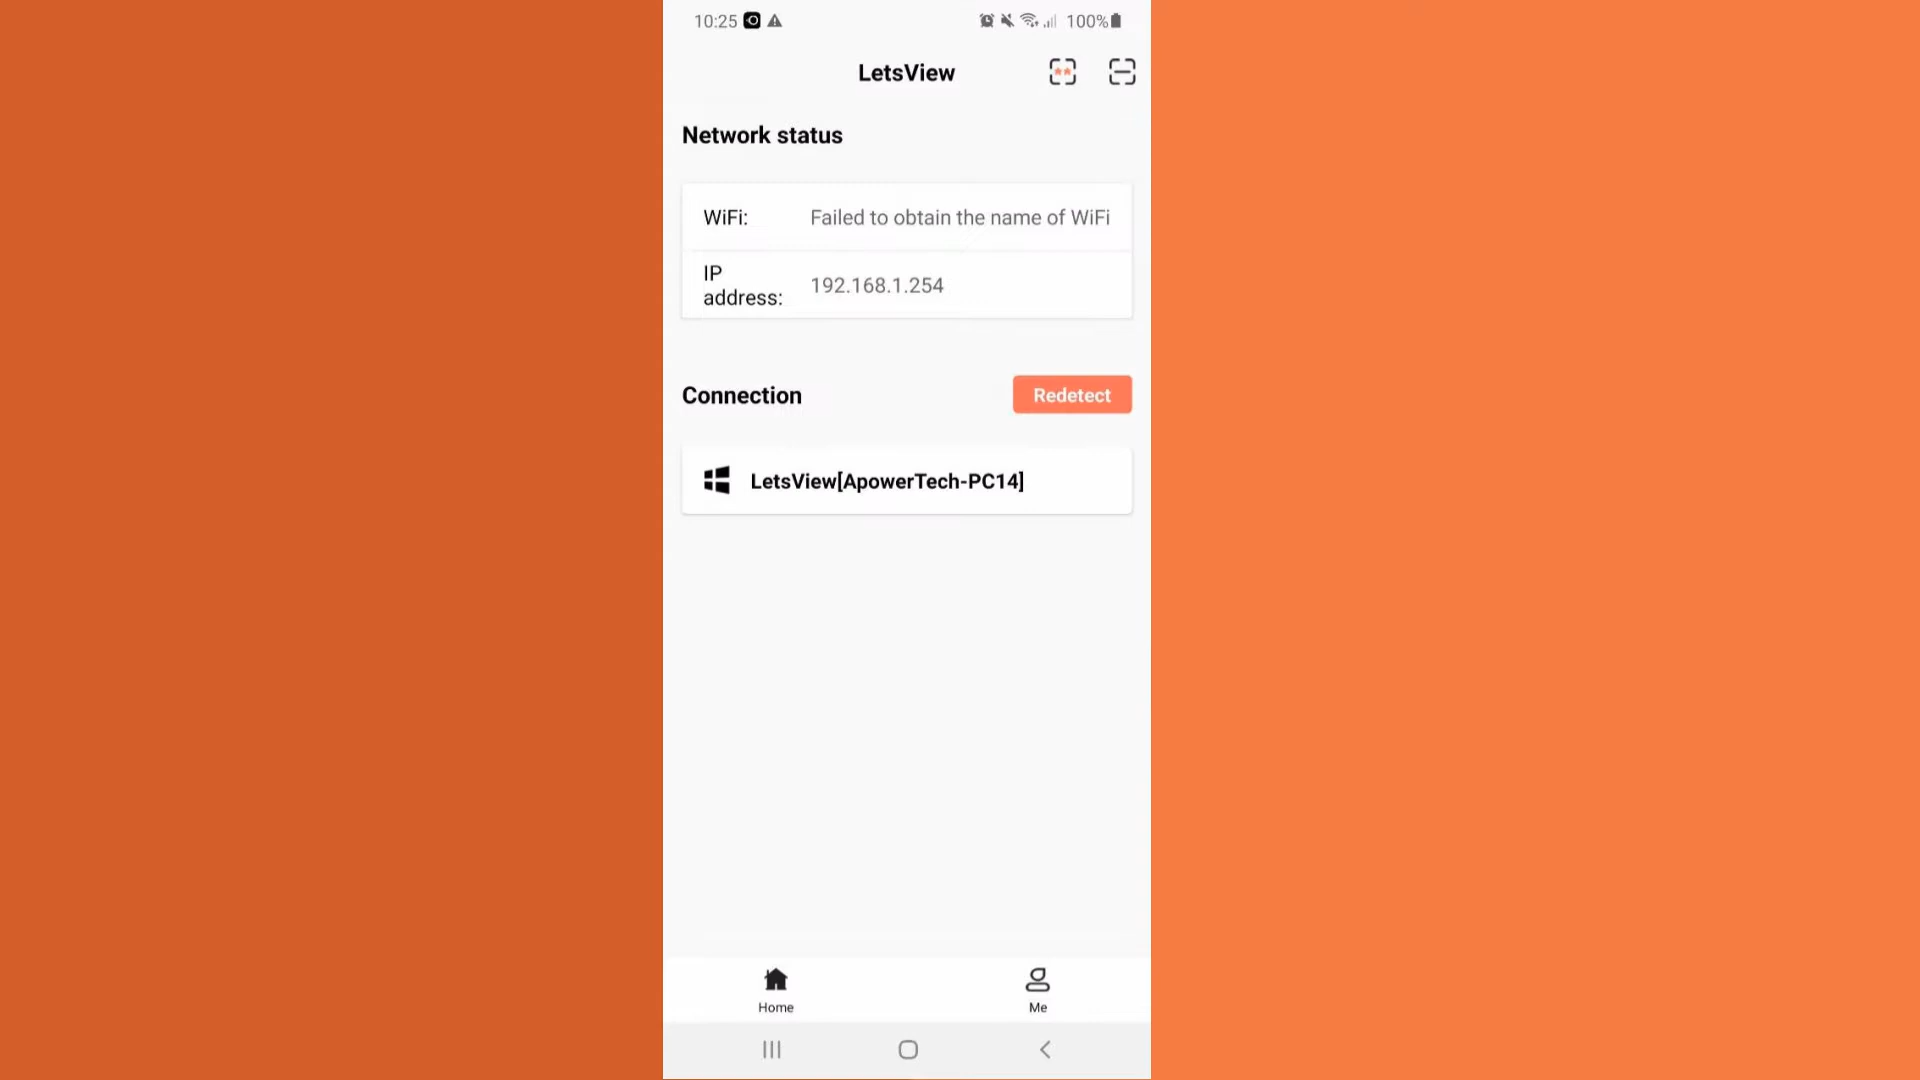 10:25 100%
LetsView
Network status
WiFi: Failed to obtain the name of WiFi
IP address: 192.168.1.254
Connection Redetect
LetsView[ApowerTech-PC14]
Home Me